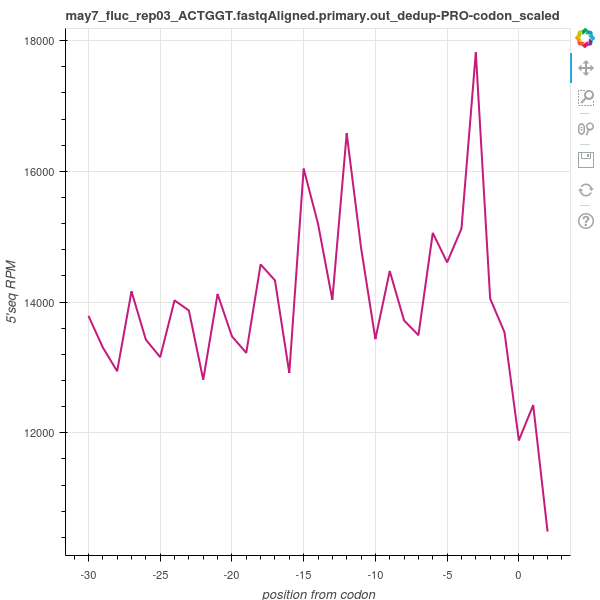 may7_fluc_rep03_ACTGGT.fastqAligned.primary.out_dedup-PRO-codon_scaled
18000
16000
14000
12000
5'seq RPM
-30 -25 -20 -15 -10 -5 0
position from codon